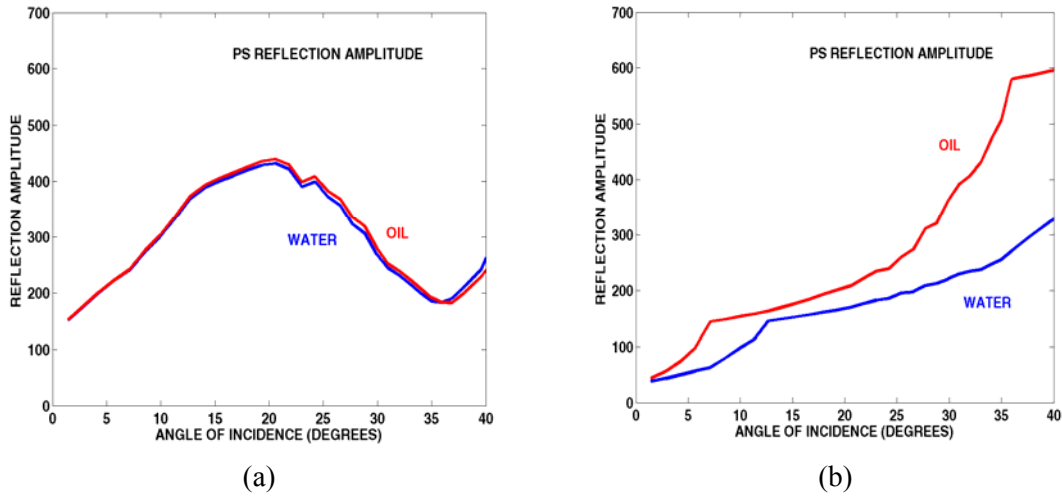 700
600
500
400
300
200
100
0
REFLECTION AMPLITUDE
PS REFLECTION AMPLITUDE
WATER
OIL
0 5 10 15 20 25 30 35 40
ANGLE OF INCIDENCE (DEGREES)
(a)
700
600
500
400
300
200
100
0
REFLECTION AMPLITUDE
PS REFLECTION AMPLITUDE
OIL
WATER
0 5 10 15 20 25 30 35 40
ANGLE OF INCIDENCE (DEGREES)
(b)